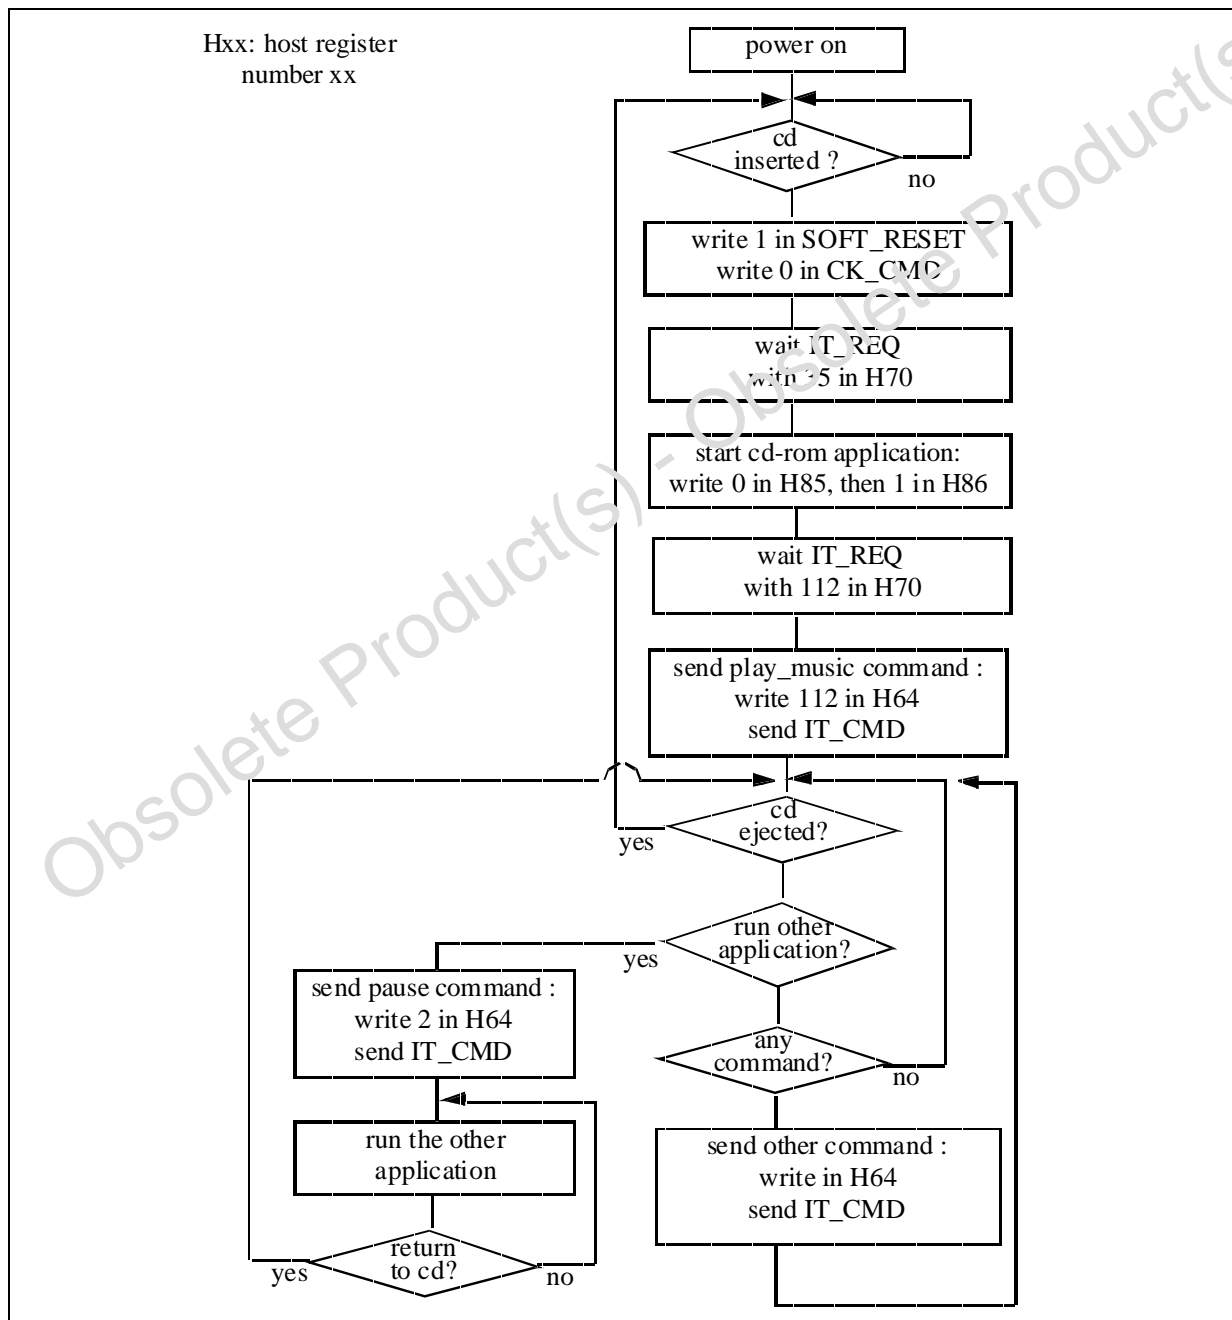 Hxx: host register
number xx
power on
cd
inserted ?
no
write 1 in SOFT_RESET
write 0 in CK_CMD
wait IT_REQ
with 35 in H70
start cd-rom application:
write 0 in H85, then 1 in H86
wait IT_REQ
with 112 in H70
send play_music command :
write 112 in H64
send IT_CMD
cd
ejected?
yes
run other
application?
yes
send pause command :
write 2 in H64
send IT_CMD
any
command?
no
run the other
application
send other command :
write in H64
send IT_CMD
return
to cd?
yes
no
Obsolete Product(s) - Obsolete Product(s